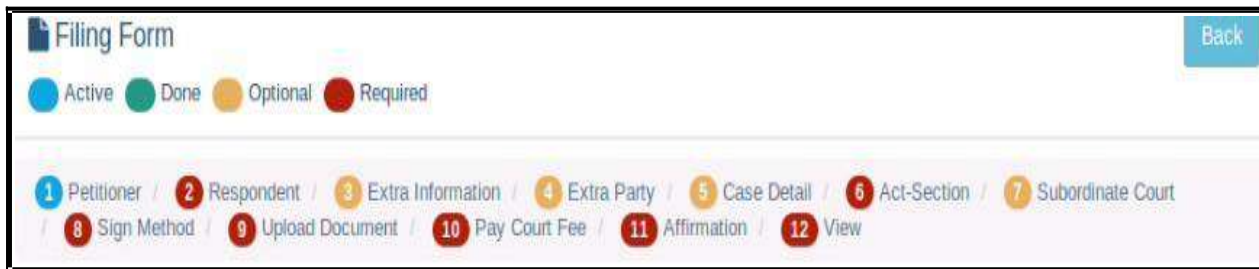 Filing Form
Back
Active Done Optional Required
1 Petitioner / 2 Respondent / 3 Extra Information / 4 Extra Party / 5 Case Detail / 6 Act-Section / 7 Subordinate Court
/ 8 Sign Method / 9 Upload Document / 10 Pay Court Fee / 11 Affirmation / 12 View